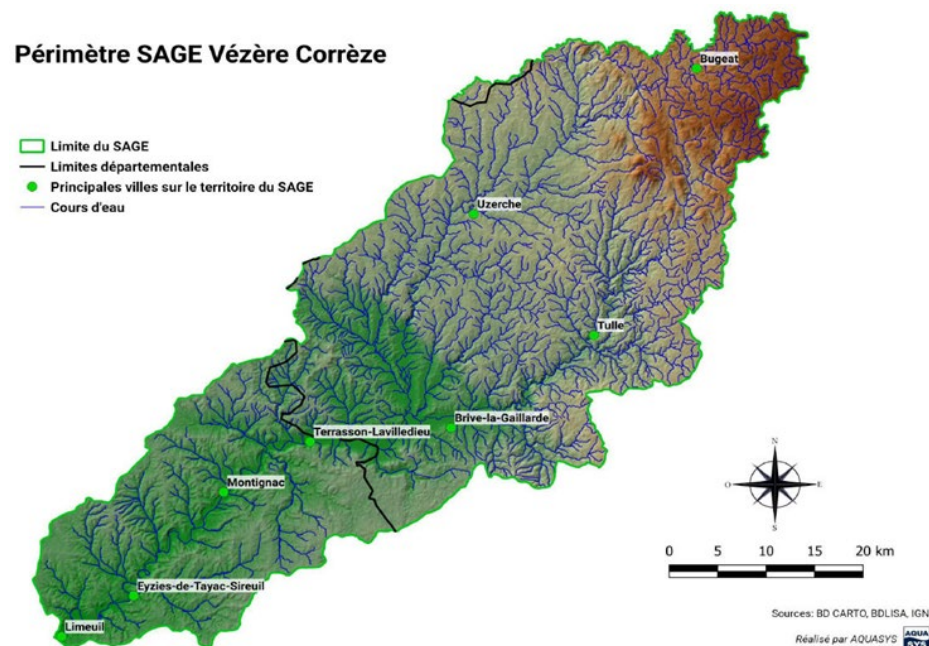 Périmètre SAGE Vézère Corrèze
Limite du SAGE
Limites départementales
Principales villes sur le territoire du SAGE
Cours d'eau
Bugeat
Uzerche
Tulle
Brive-la-Gaillarde
Terrasson-Lavilledieu
Montignac
Eyzies-de-Tayac-Sireuil
Limeuil
N
O E
S
0 5 10 15 20 km
Sources: BD CARTO, BDLISA, IGN
Réalisé par AQUASYS
AQUA
SYS